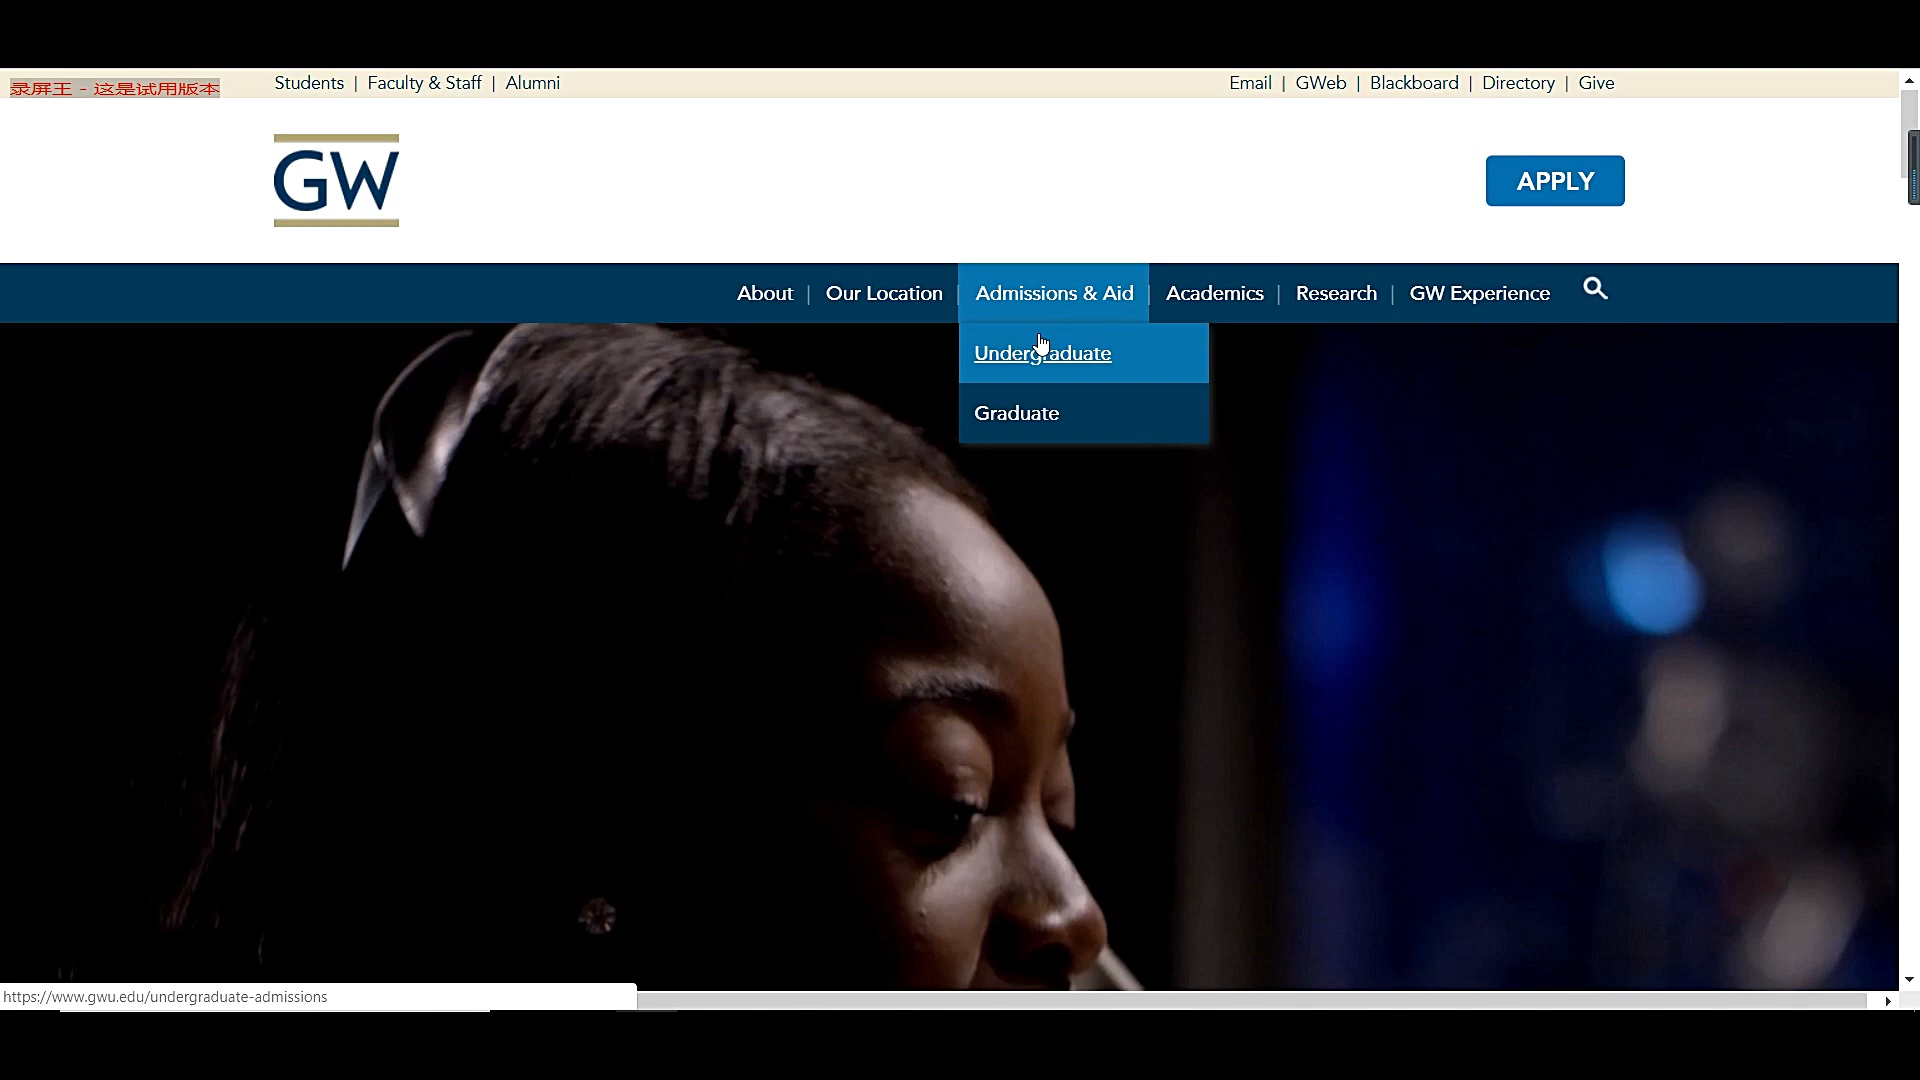 录屏王 - 这是试用版本
Students | Faculty & Staff | Alumni
Email | GWeb | Blackboard | Directory | Give
GW
APPLY
About | Our Location | Admissions & Aid | Academics | Research | GW Experience
Undergraduate
Graduate
https://www.gwu.edu/undergraduate-admissions